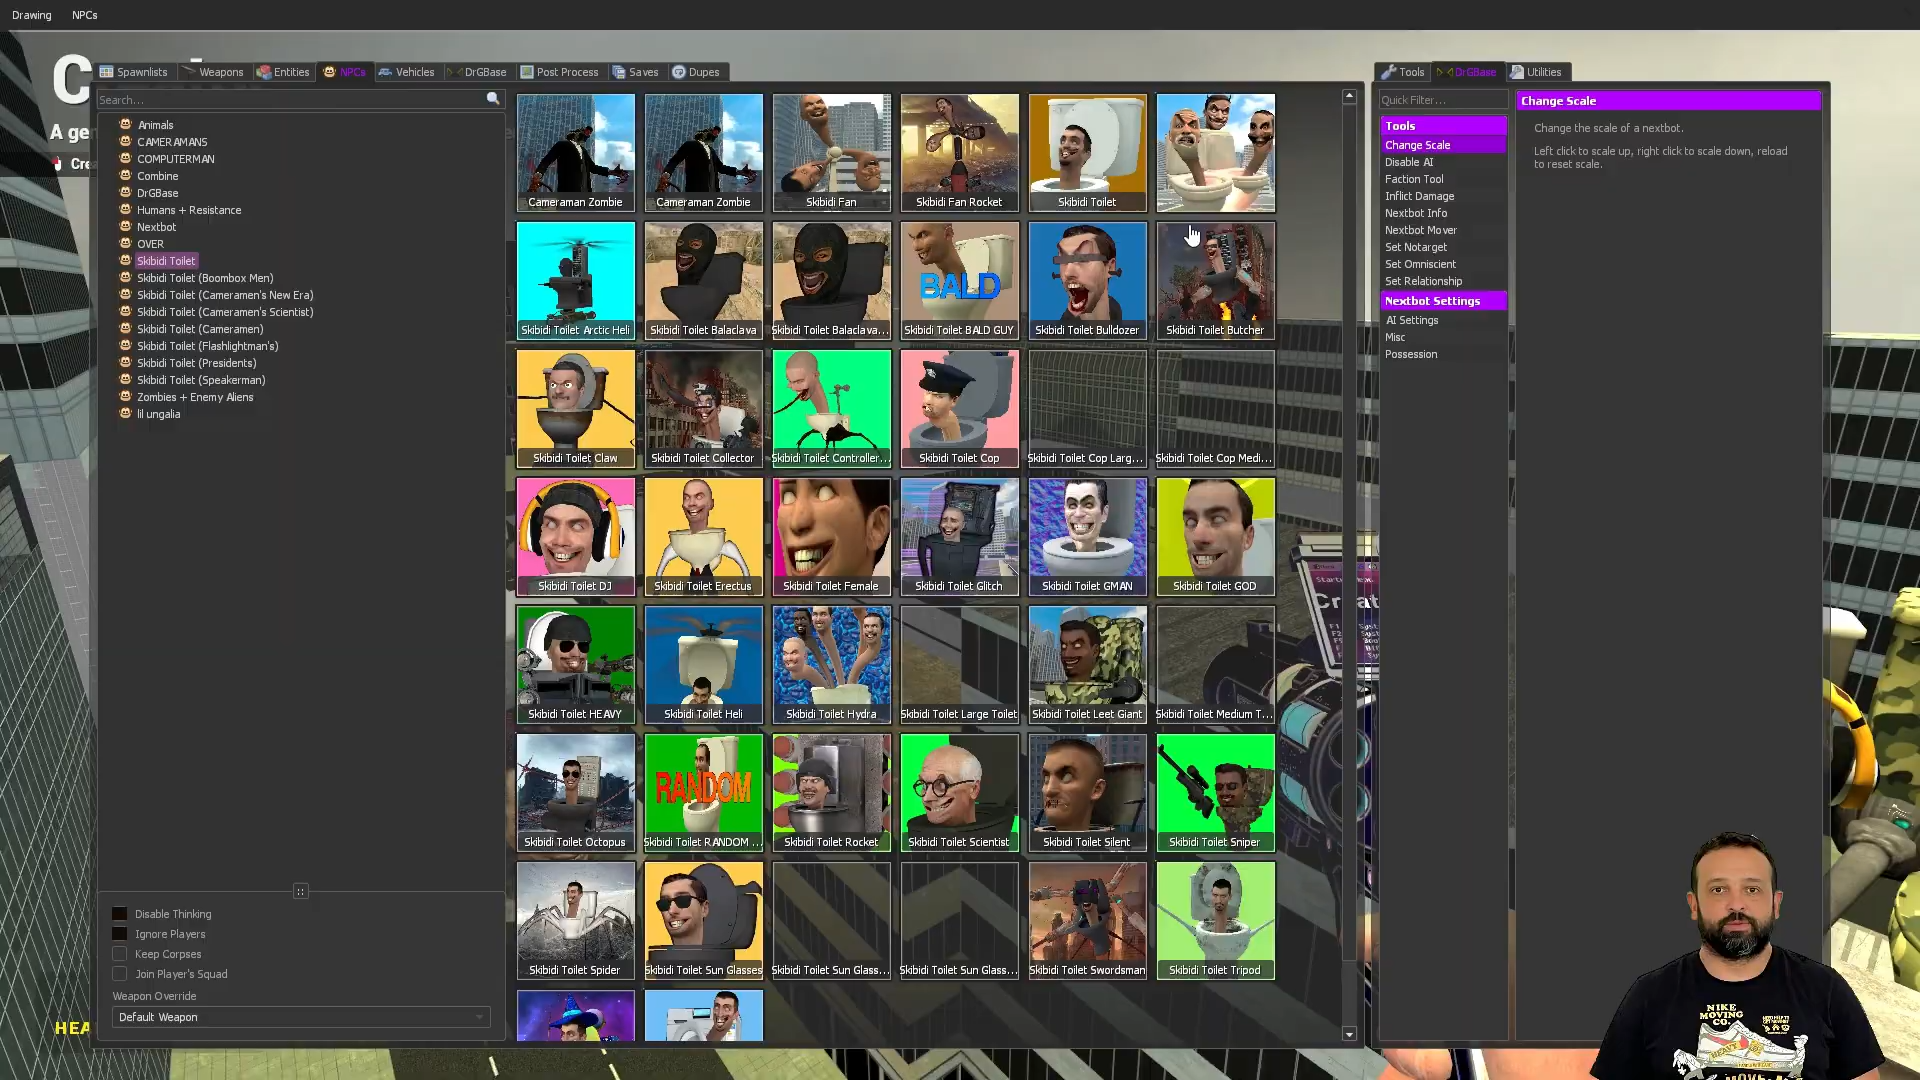 Drawing NPCs
C
A ge
Cre
Spawnlists Weapons Entities NPCs Vehicles DrGBase Post Process Saves Dupes
Search...
Animals
CAMERAMANS
COMPUTERMAN
Combine
DrGBase
Humans + Resistance
Nextbot
OVER
Skibidi Toilet
Skibidi Toilet (Boombox Men)
Skibidi Toilet (Cameramen's New Era)
Skibidi Toilet (Cameramen's Scientist)
Skibidi Toilet (Cameramen)
Skibidi Toilet (Flashlightman's)
Skibidi Toilet (Presidents)
Skibidi Toilet (Speakerman)
Zombies + Enemy Aliens
lil ungalia
Disable Thinking
Ignore Players
Keep Corpses
Join Player's Squad
Weapon Override
Default Weapon
HEA
Cameraman Zombie Cameraman Zombie Skibidi Fan Skibidi Fan Rocket Skibidi Toilet
BALD
Skibidi Toilet Arctic Heli Skibidi Toilet Balaclava Skibidi Toilet Balaclava... Skibidi Toilet BALD GUY Skibidi Toilet Bulldozer Skibidi Toilet Butcher
Skibidi Toilet Claw Skibidi Toilet Collector Skibidi Toilet Controller... Skibidi Toilet Cop Skibidi Toilet Cop Larg... Skibidi Toilet Cop Medi...
Skibidi Toilet DJ Skibidi Toilet Erectus Skibidi Toilet Female Skibidi Toilet Glitch Skibidi Toilet GMAN Skibidi Toilet GOD
Skibidi Toilet HEAVY Skibidi Toilet Heli Skibidi Toilet Hydra Skibidi Toilet Large Toilet Skibidi Toilet Leet Giant Skibidi Toilet Medium T...
RANDOM
Skibidi Toilet Octopus Skibidi Toilet RANDOM ... Skibidi Toilet Rocket Skibidi Toilet Scientist Skibidi Toilet Silent Skibidi Toilet Sniper
Skibidi Toilet Spider Skibidi Toilet Sun Glasses Skibidi Toilet Sun Glass... Skibidi Toilet Sun Glass... Skibidi Toilet Swordsman Skibidi Toilet Tripod
Tools DrGBase Utilities
Quick Filter...
Tools
Change Scale
Disable AI
Faction Tool
Inflict Damage
Nextbot Info
Nextbot Mover
Set Notarget
Set Omniscient
Set Relationship
Nextbot Settings
AI Settings
Misc
Possession
Change Scale
Change the scale of a nextbot.
Left click to scale up, right click to scale down, reload
to reset scale.
Creat
NIKE
MOVING
CO.
HEAVY